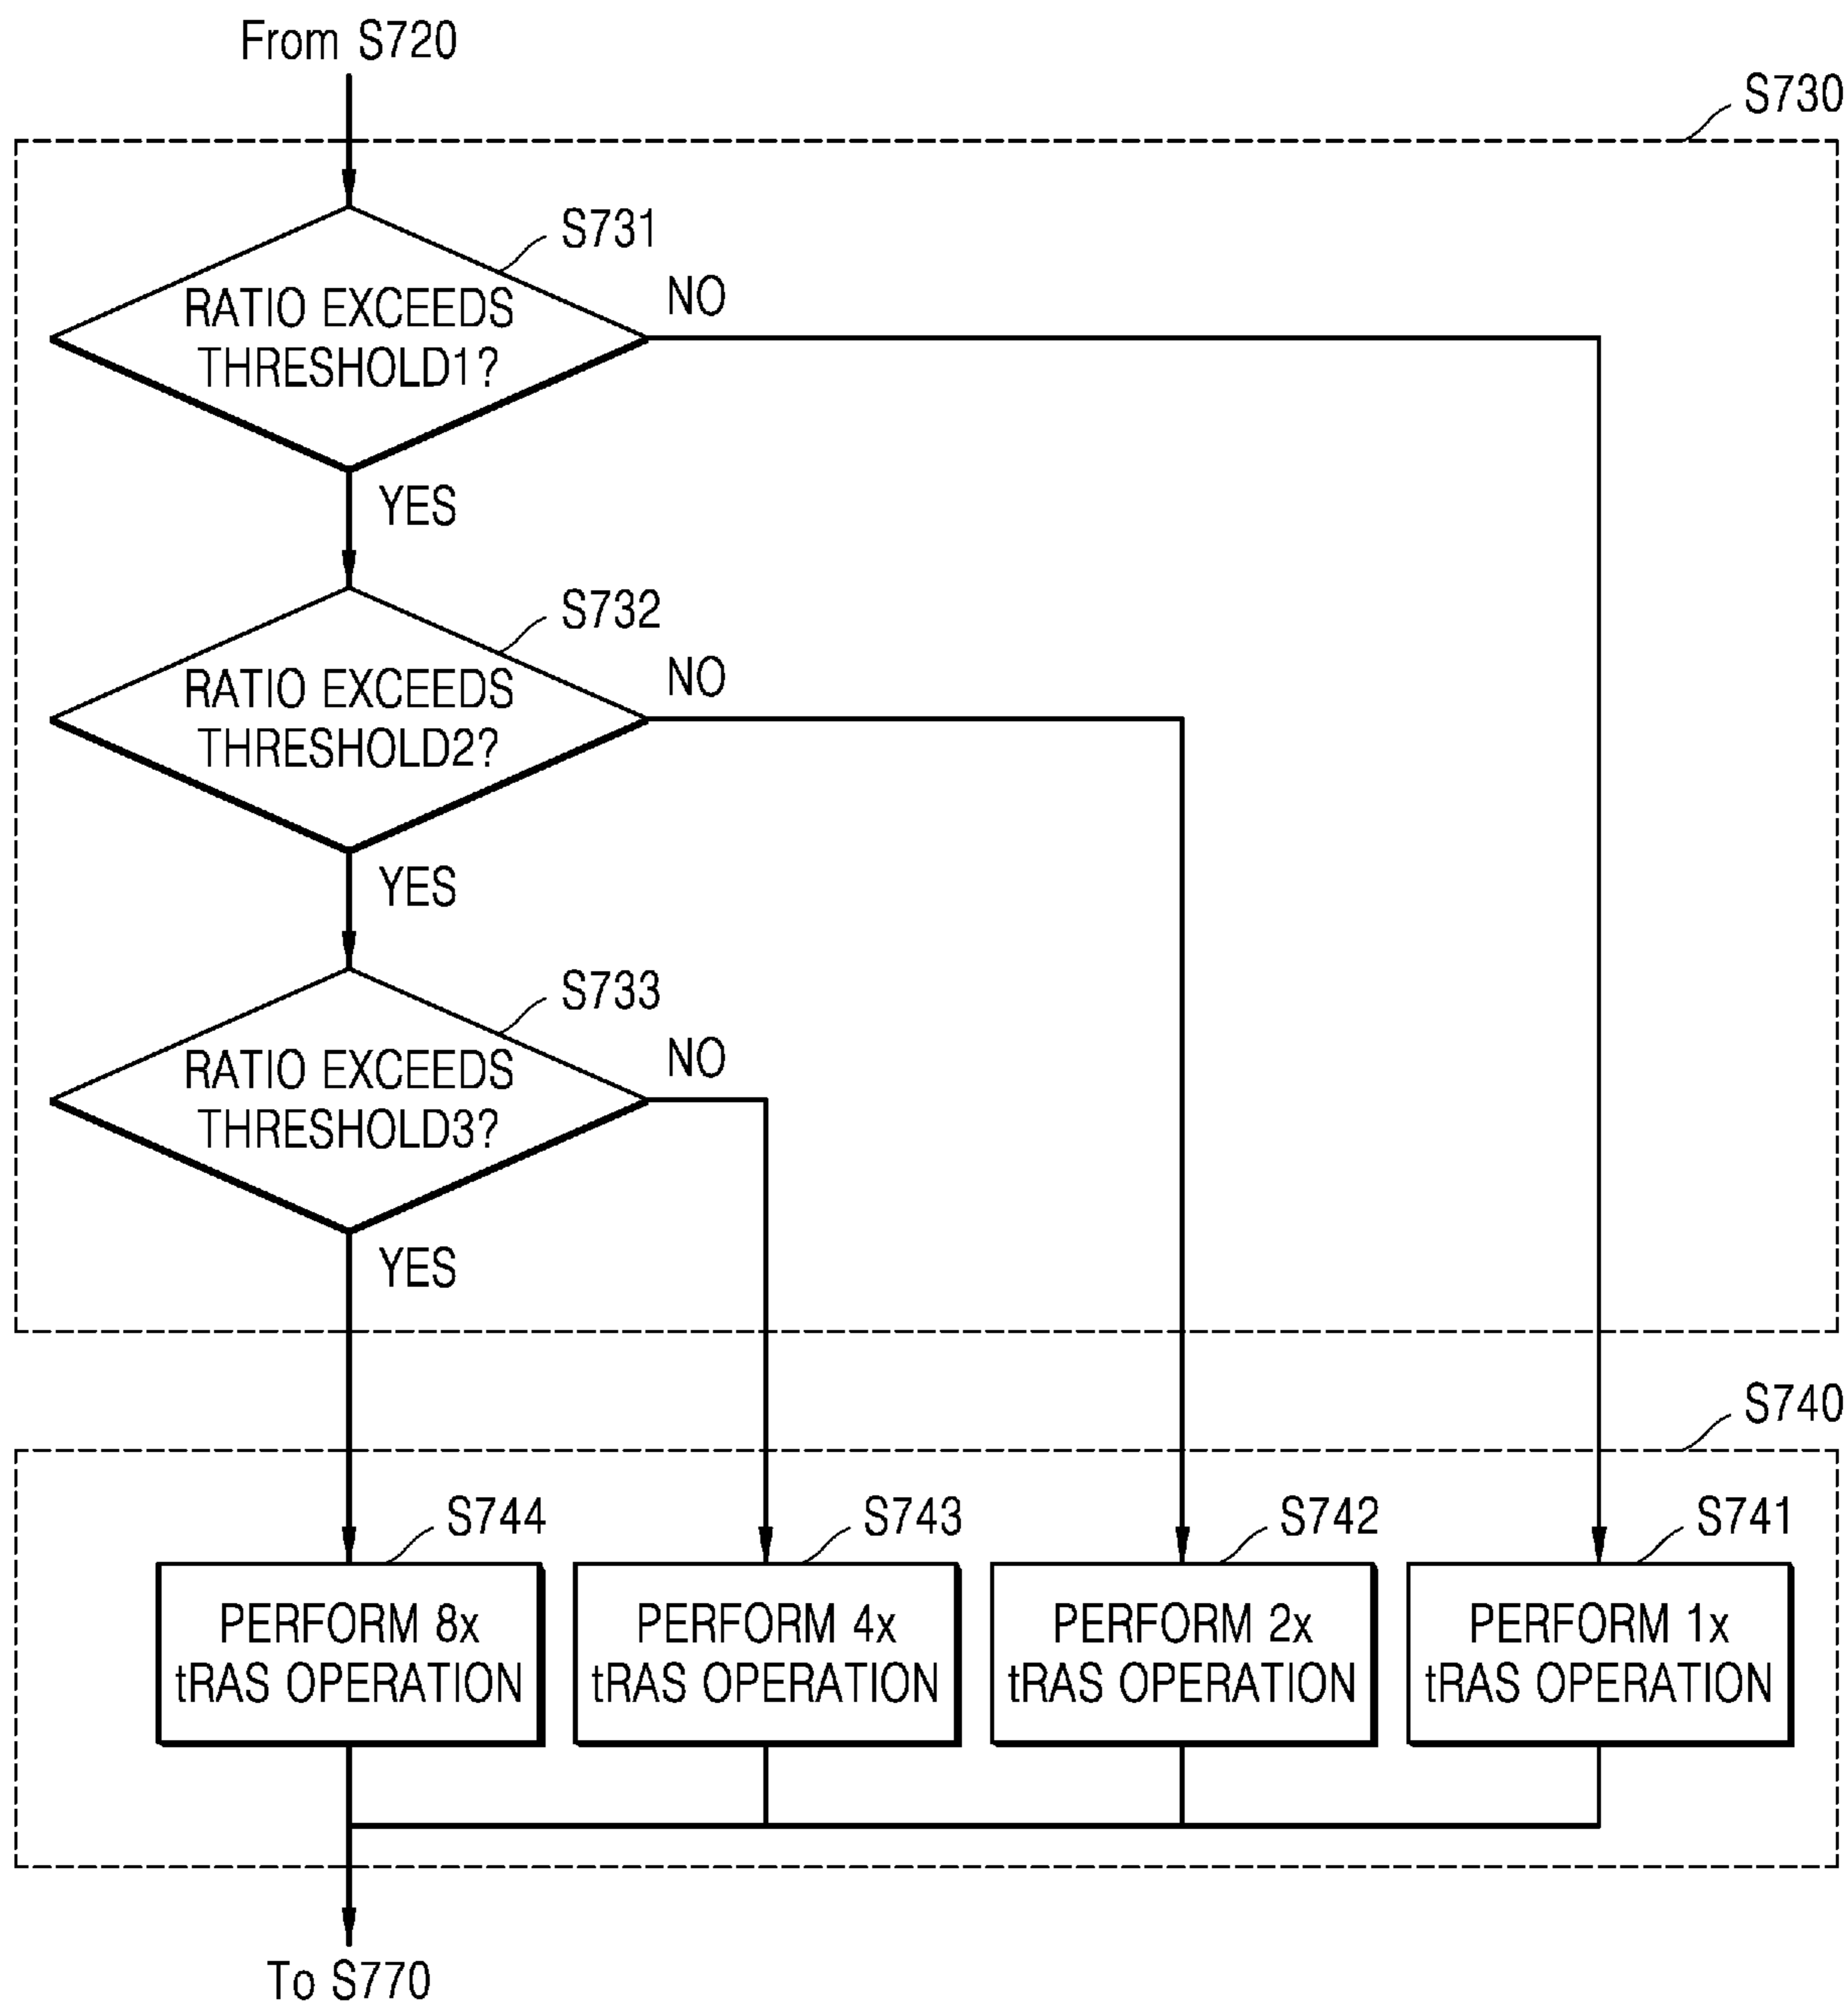 From S720
S730
S731
RATIO EXCEEDS
THRESHOLD1?
NO
YES
S732
RATIO EXCEEDS
THRESHOLD2?
NO
YES
S733
RATIO EXCEEDS
THRESHOLD3?
NO
YES
S740
S744
PERFORM 8x
tRAS OPERATION
S743
PERFORM 4x
tRAS OPERATION
S742
PERFORM 2x
tRAS OPERATION
S741
PERFORM 1x
tRAS OPERATION
To S770